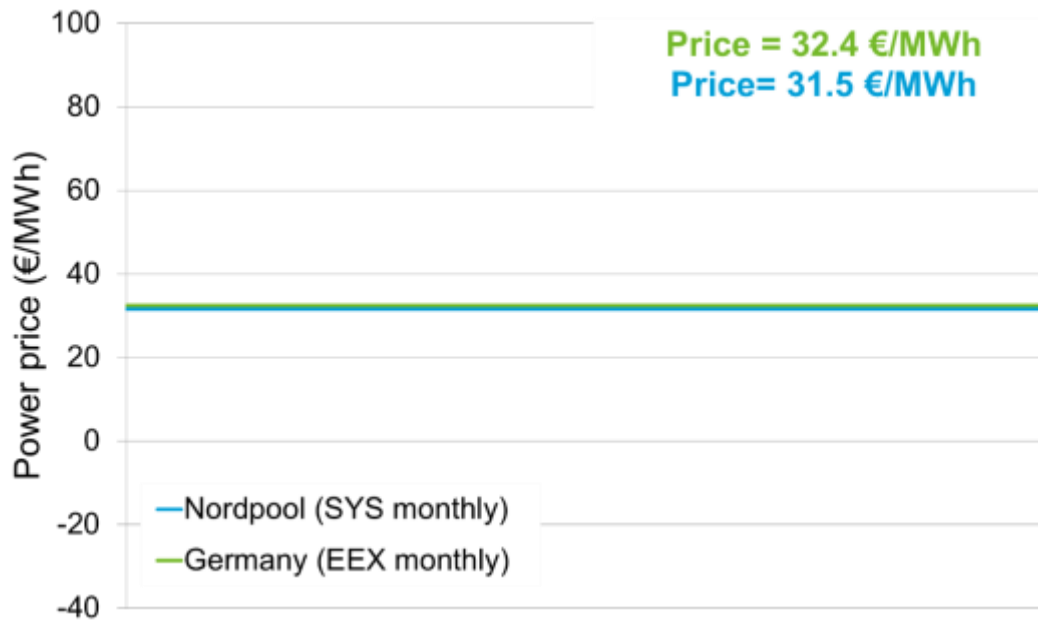 Price = 32.4 €/MWh
Price= 31.5 €/MWh
Power price (€/MWh)
100
80
60
40
20
0
-20
-40
Nordpool (SYS monthly)
Germany (EEX monthly)